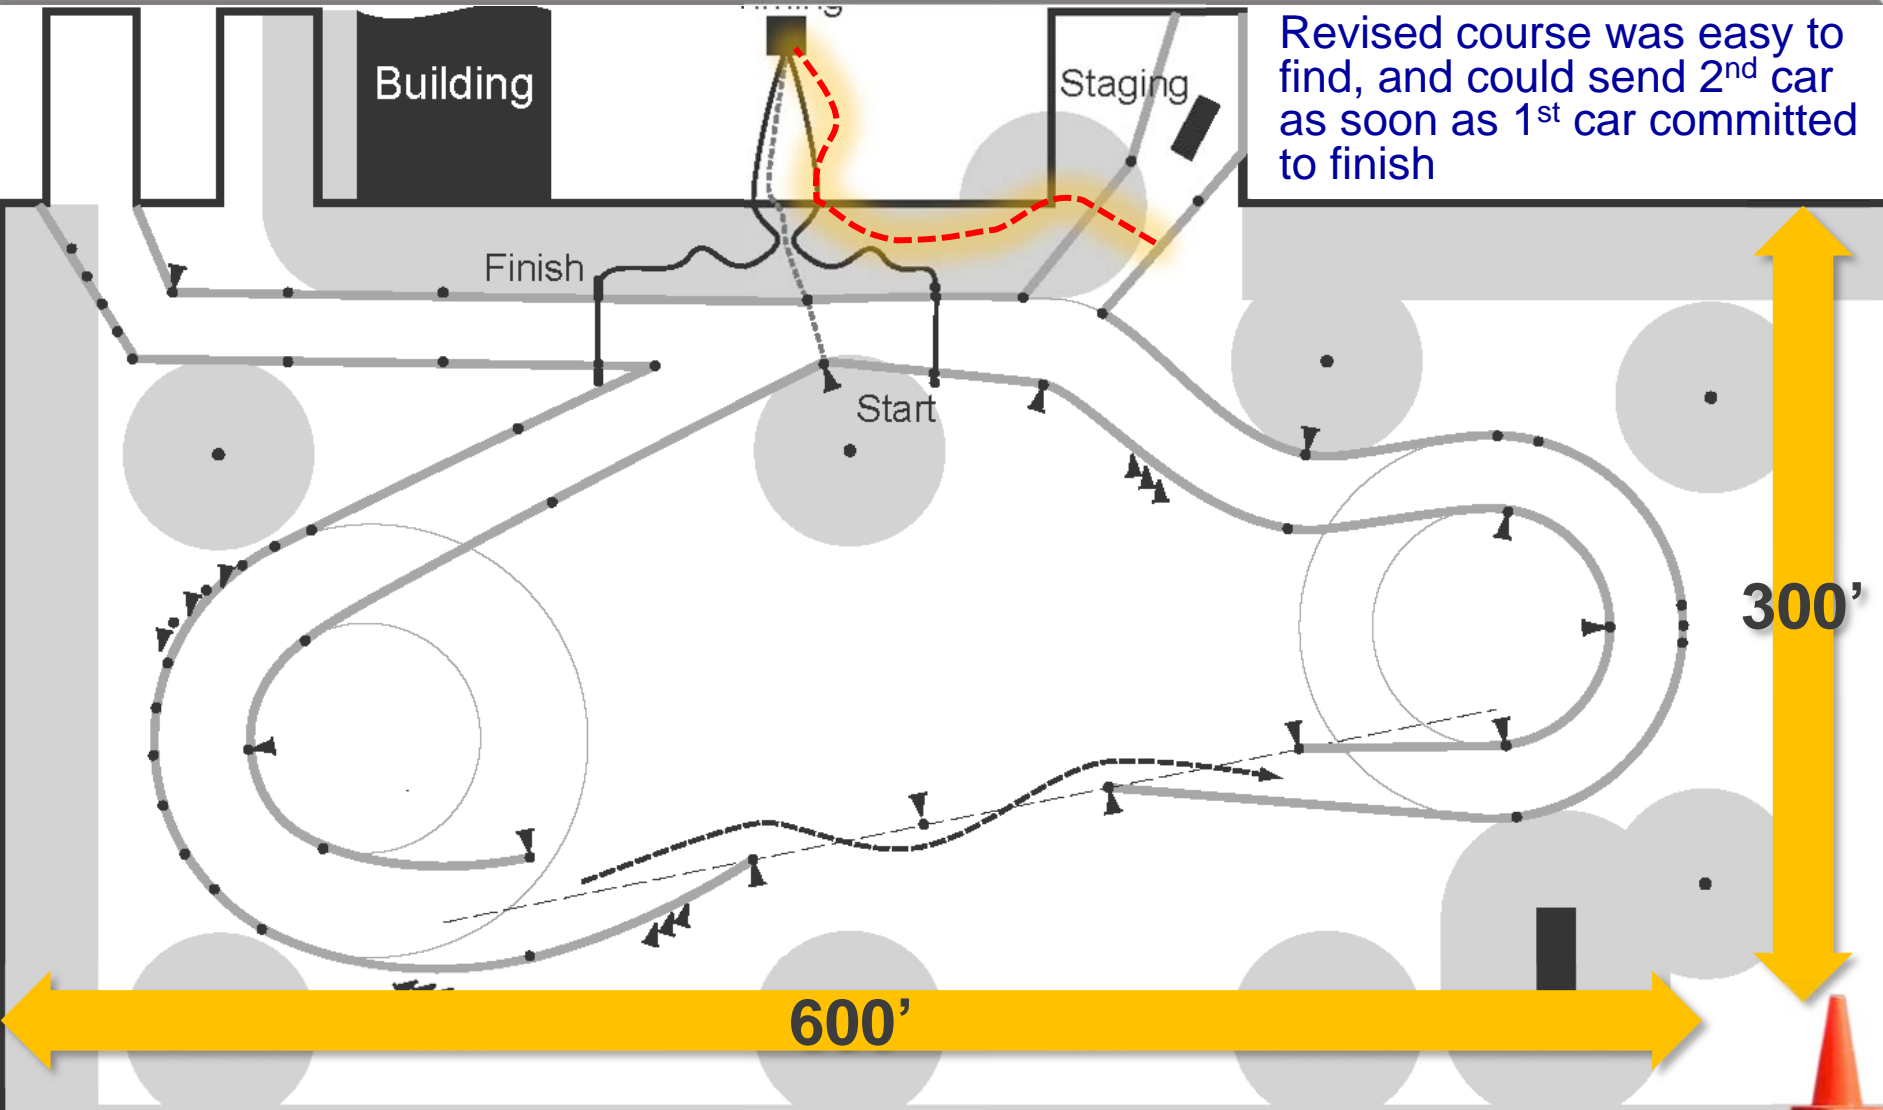 Building
Staging
Revised course was easy to
find, and could send 2nd car
as soon as 1st car committed
to finish
Finish
Start
300’
600’